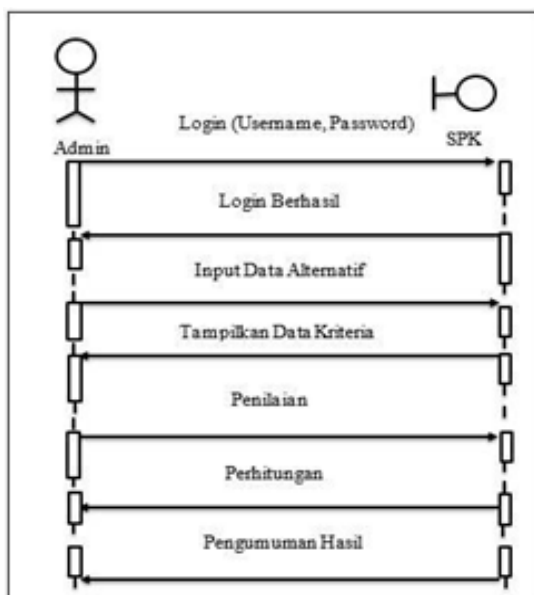 Login (Username, Password)
Admin
SPK
Login Berhasil
Input Data Alternatif
Tampilkan Data Kriteria
Penilaian
Perhitungan
Pengumuman Hasil